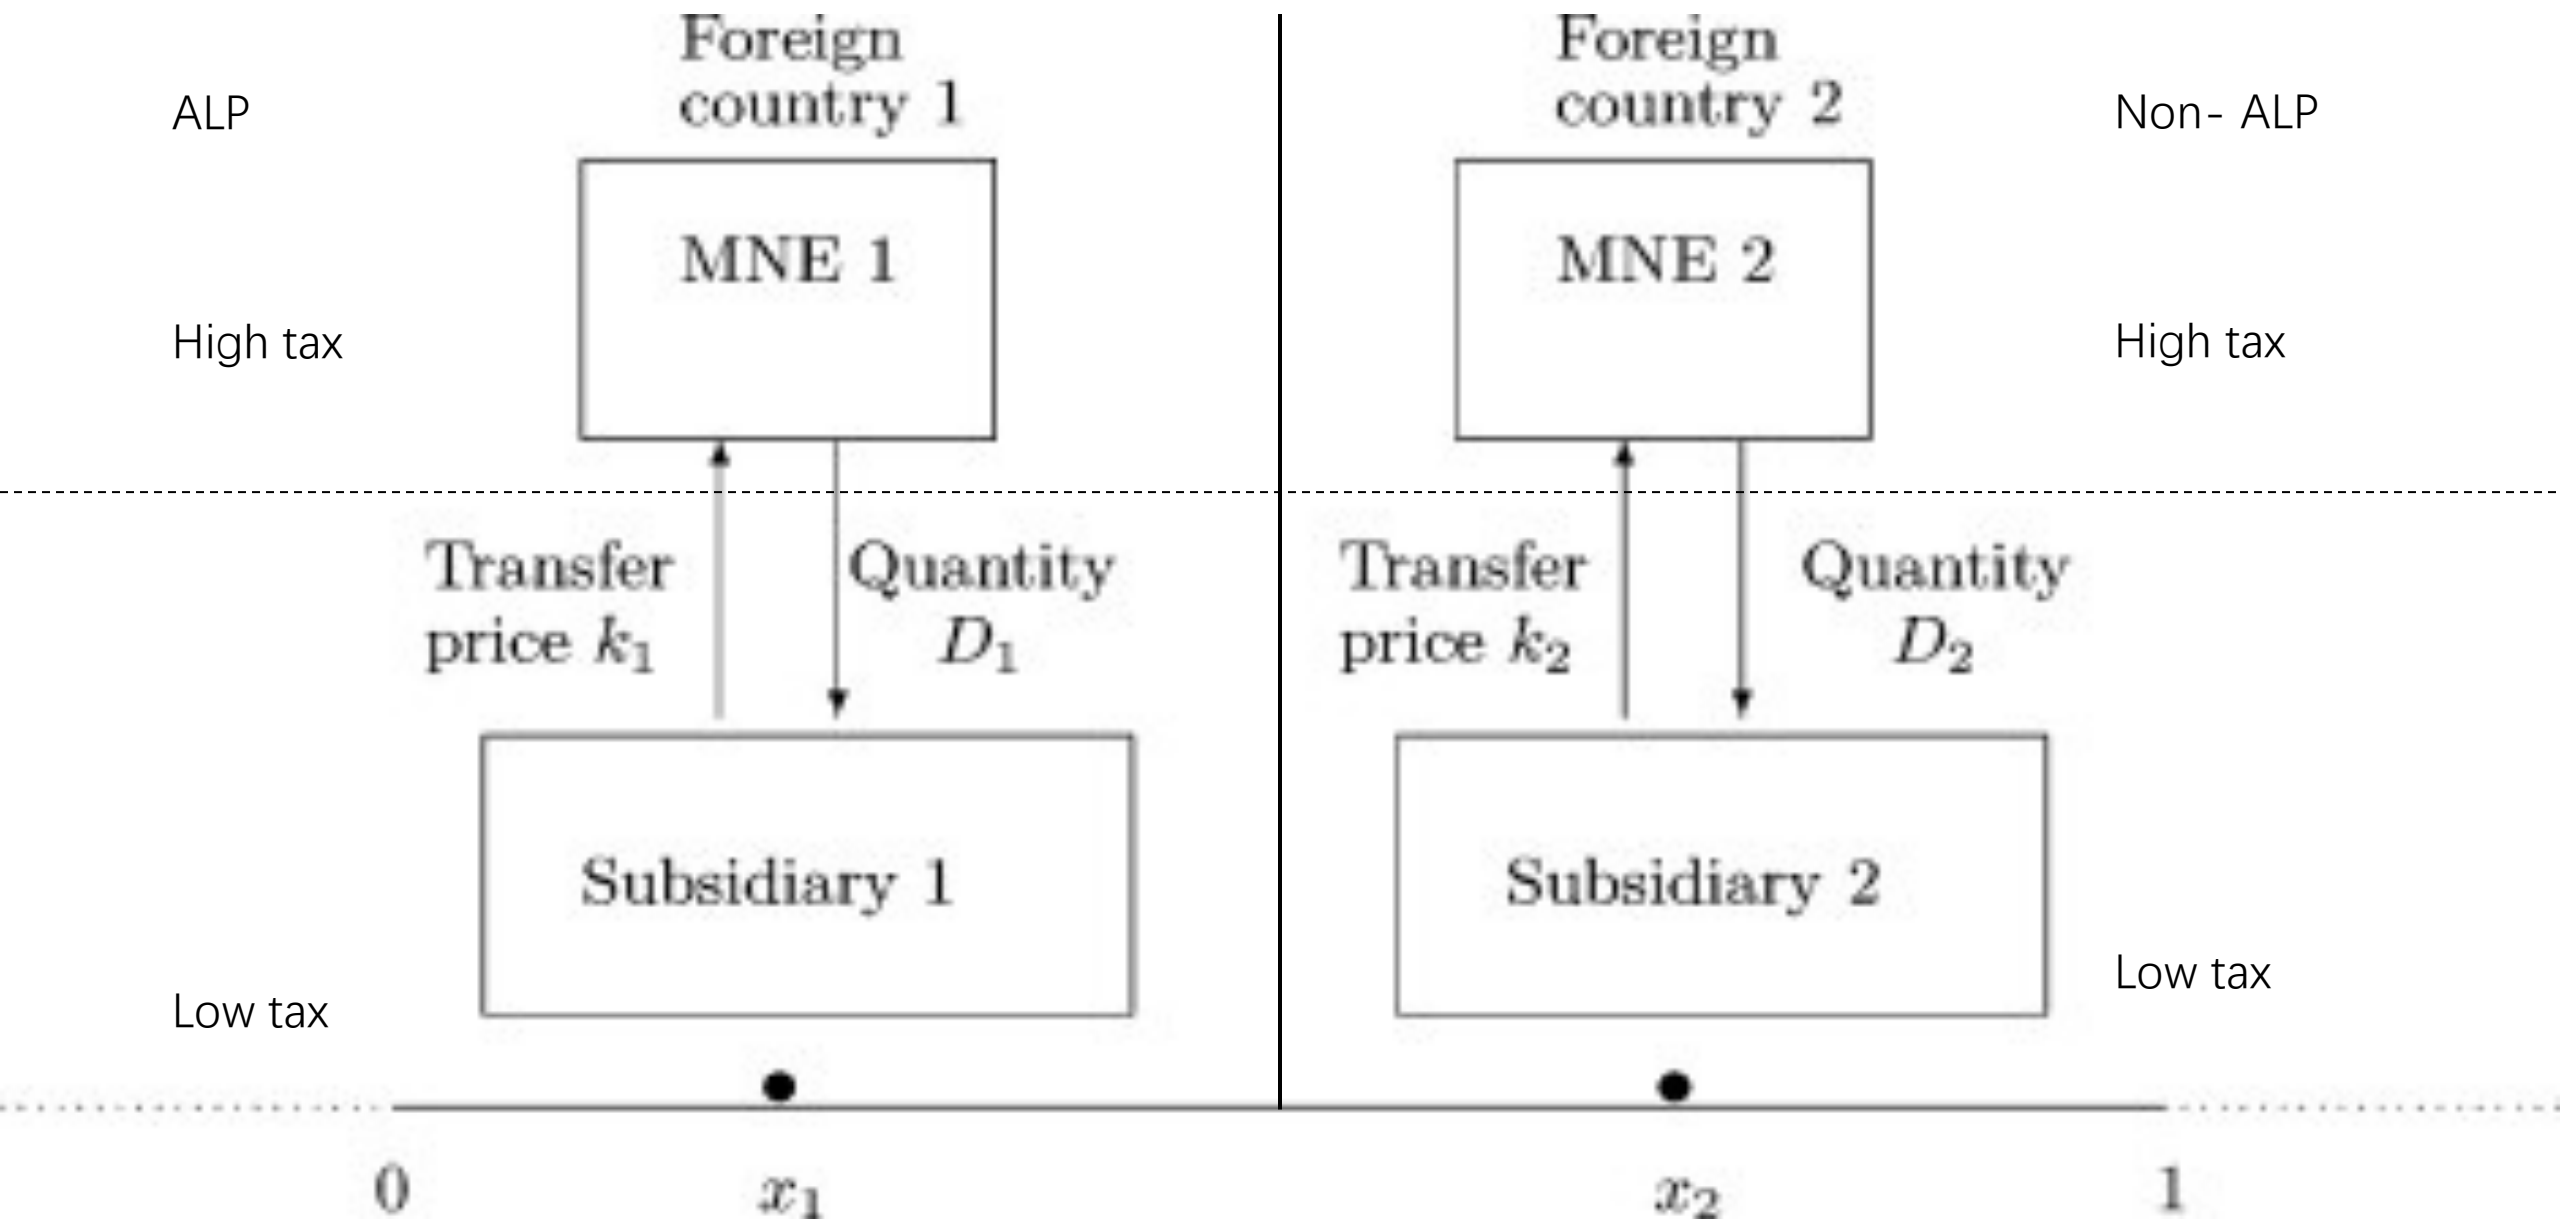 Foreign
country 1
Foreign
country 2
ALP
Non- ALP
MNE 1
MNE 2
High tax
High tax
Transfer
price k₁
Quantity
D₁
Transfer
price k₂
Quantity
D₂
Subsidiary 1
Subsidiary 2
Low tax
Low tax
0
x₁
x₂
1